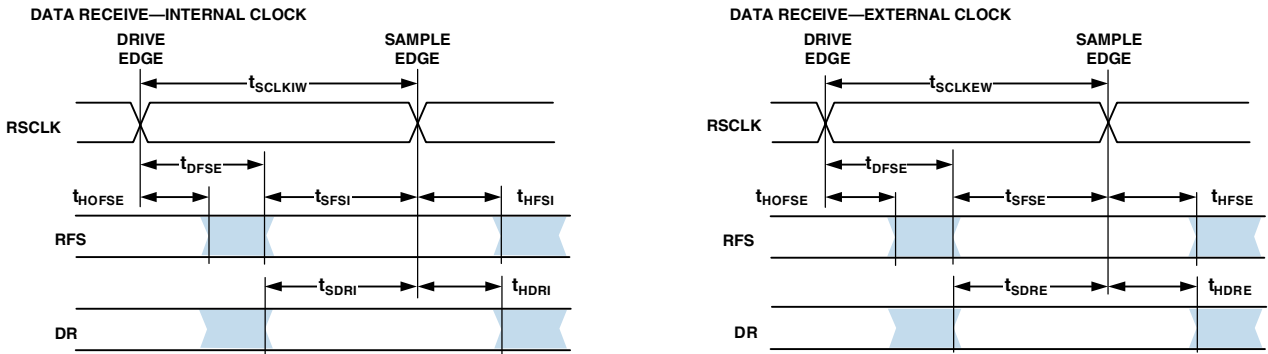 DATA RECEIVE—INTERNAL CLOCK
DRIVE
EDGE
SAMPLE
EDGE
tSCLKIW
RSCLK
tDFSE
tHOFSE
tSFSI
tHFSI
RFS
tSDRI
tHDRI
DR
DATA RECEIVE—EXTERNAL CLOCK
DRIVE
EDGE
SAMPLE
EDGE
tSCLKEW
RSCLK
tDFSE
tHOFSE
tSFSE
tHFSE
RFS
tSDRE
tHDRE
DR